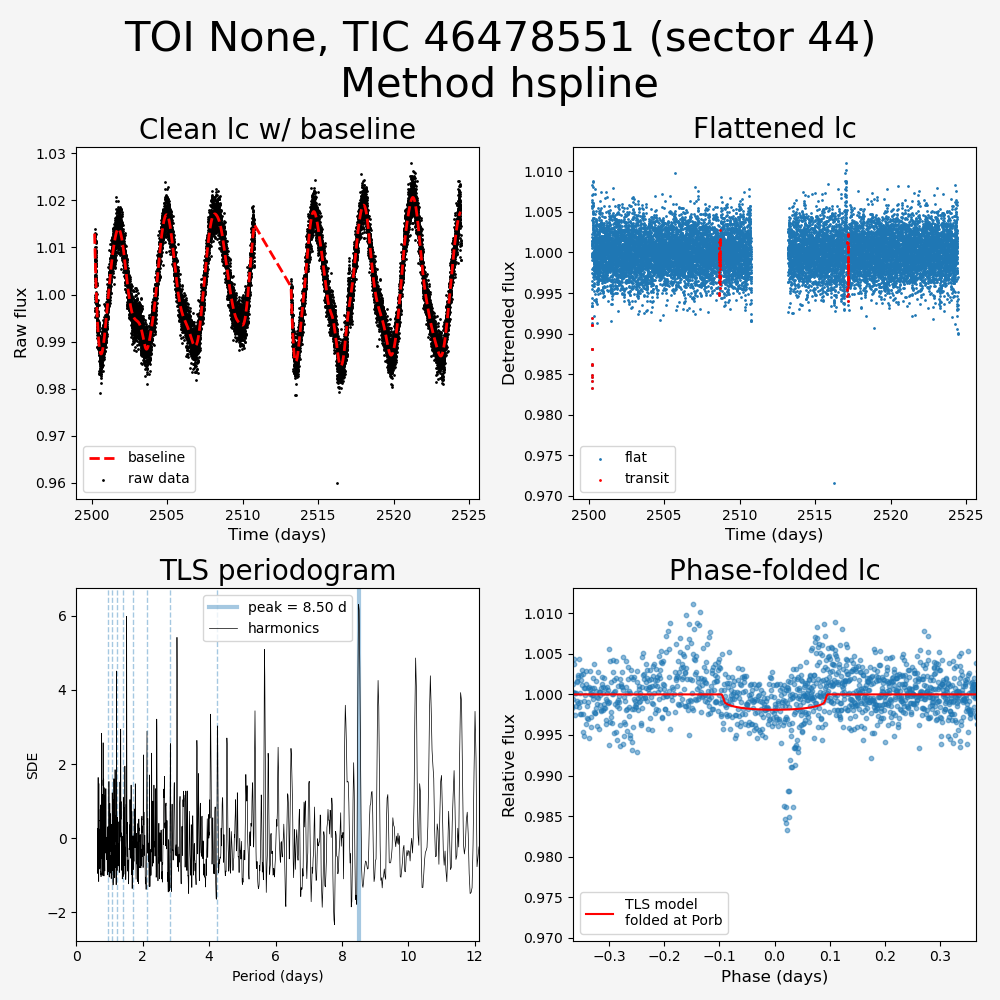 TOI None, TIC 46478551 (sector 44)
Method hspline
Clean lc w/ baseline
1.03
1.02
1.01
1.00
0.99
0.98
0.97
0.96
Raw flux
baseline
raw data
2500
2505
2510
2515
2520
2525
Time (days)
Flattened lc
1.010
1.005
1.000
0.995
0.990
0.985
0.980
0.975
0.970
Detrended flux
flat
transit
2500
2505
2510
2515
2520
2525
Time (days)
TLS periodogram
6
4
2
0
−2
SDE
peak = 8.50 d
harmonics
0
2
4
6
8
10
12
Period (days)
Phase-folded lc
1.010
1.005
1.000
0.995
0.990
0.985
0.980
0.975
0.970
Relative flux
TLS model
folded at Porb
−0.3
−0.2
−0.1
0.0
0.1
0.2
0.3
Phase (days)